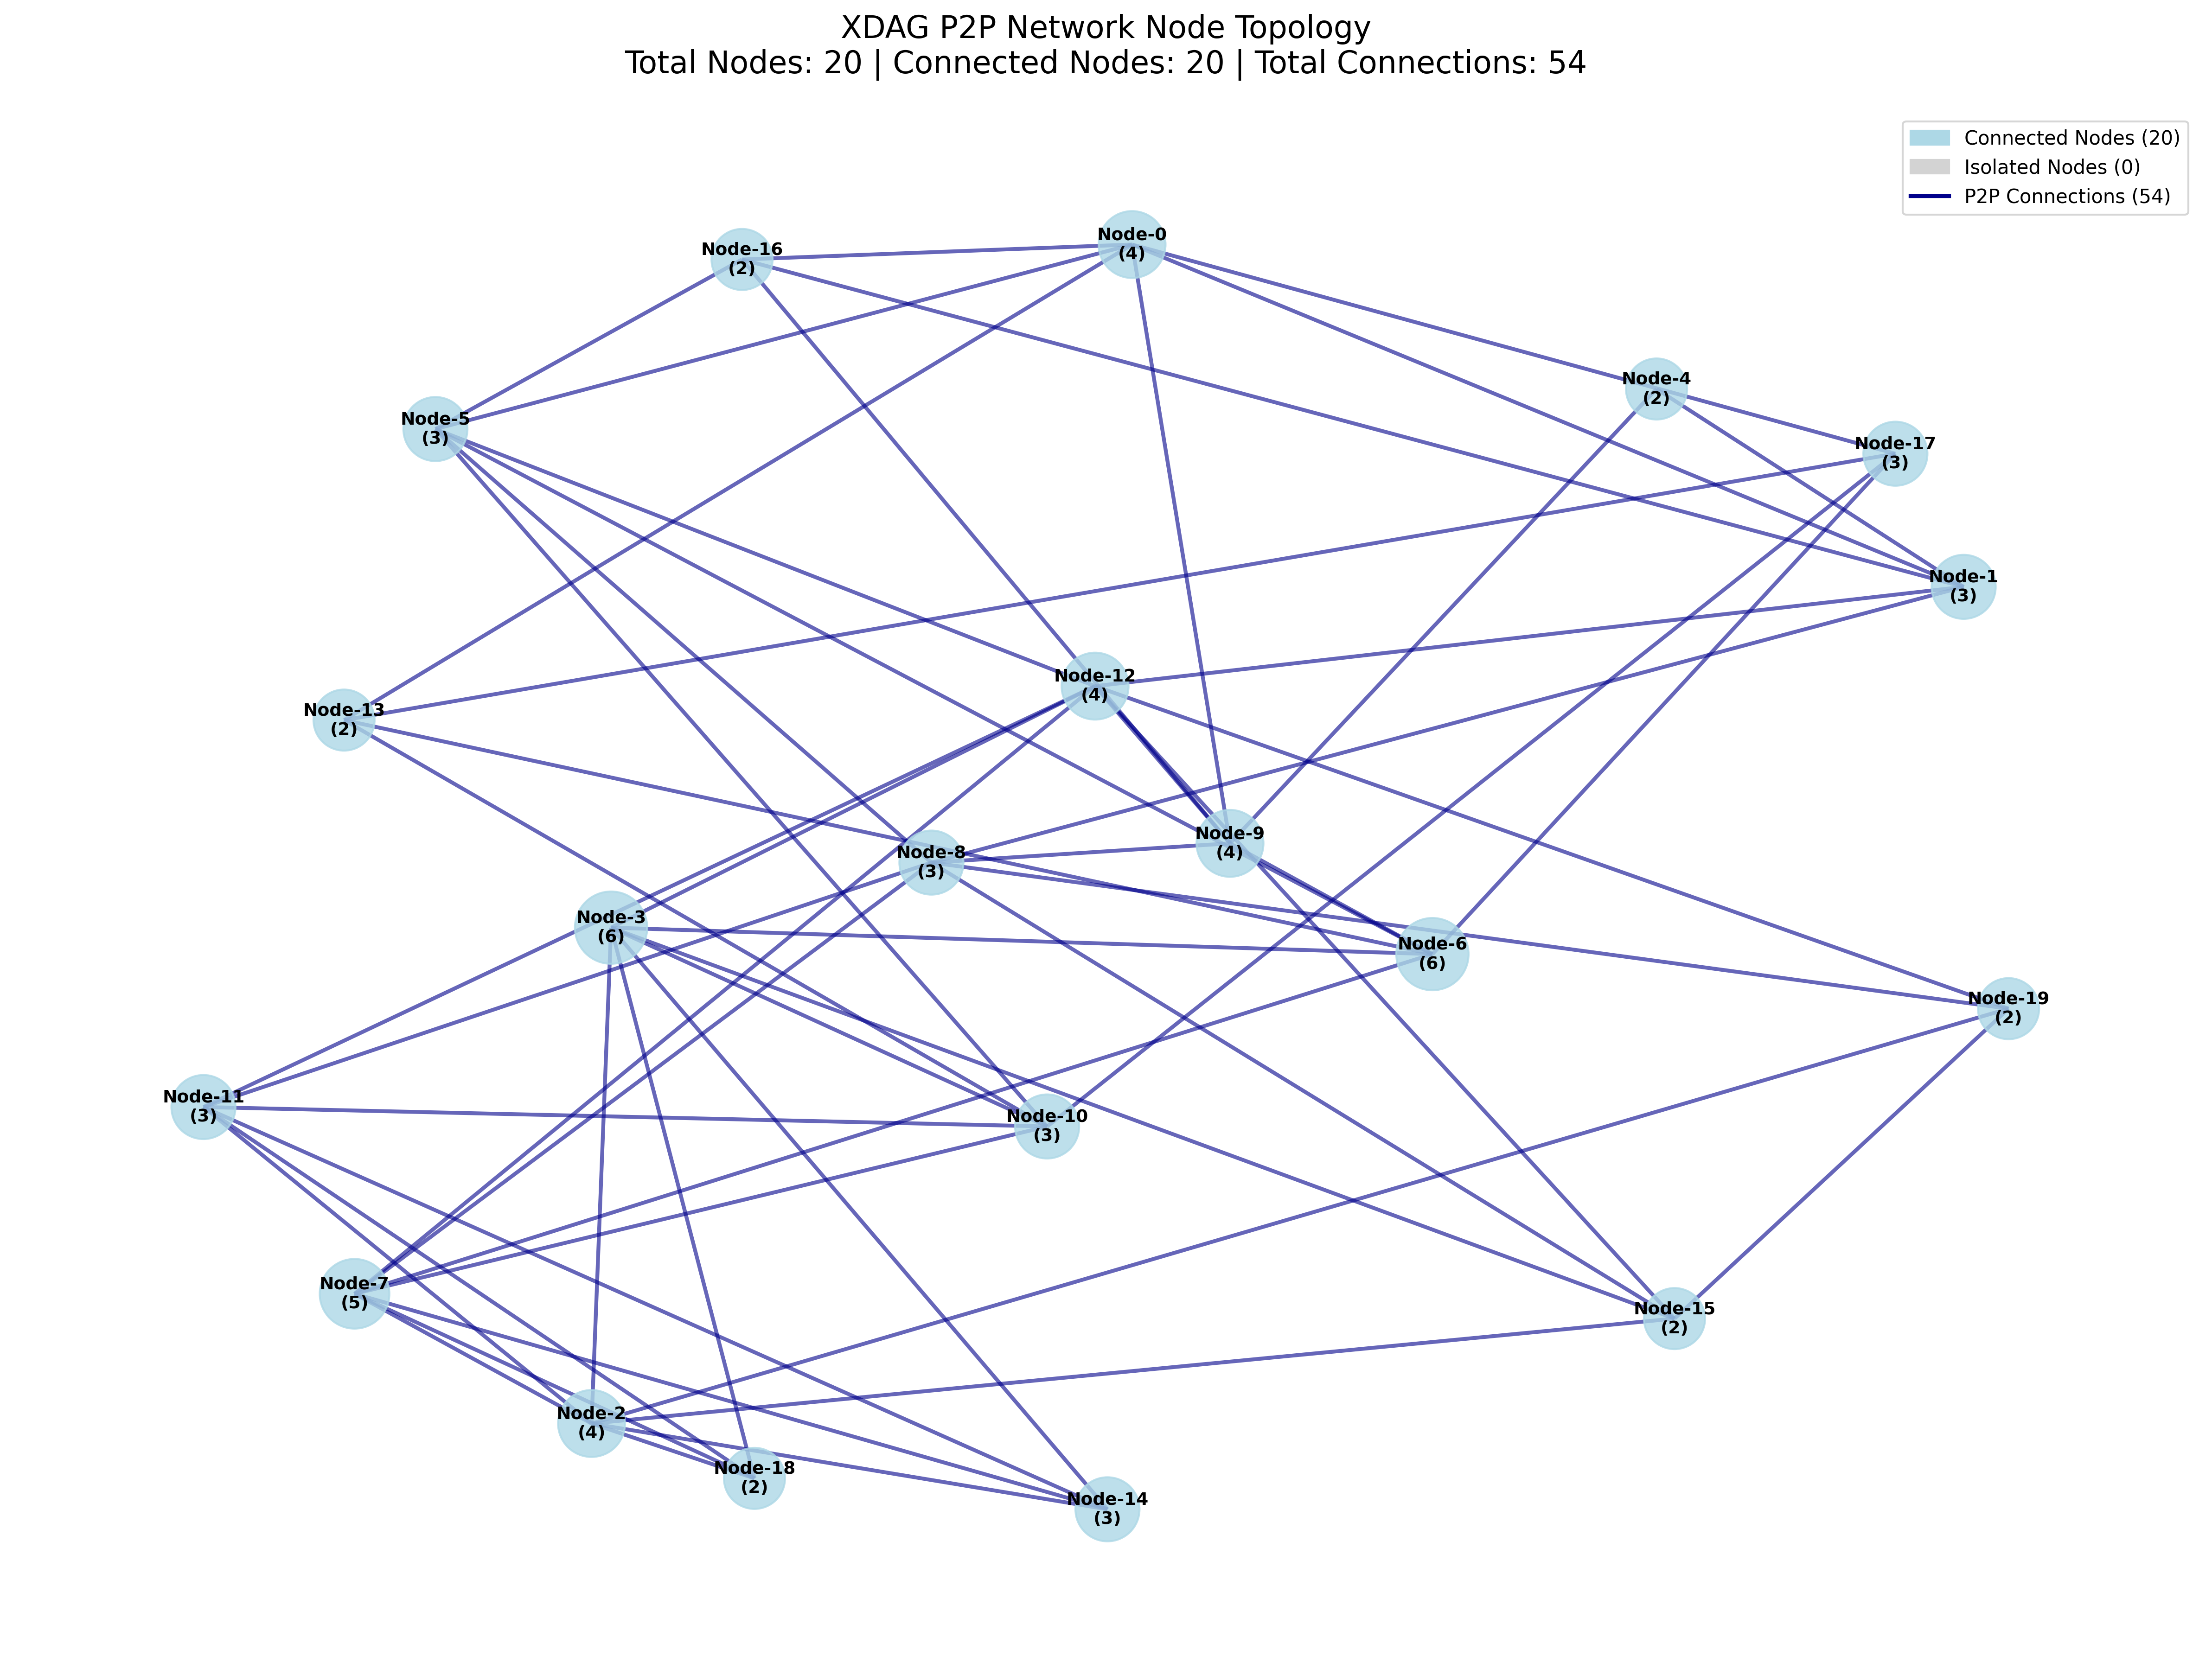 XDAG P2P Network Node Topology
Total Nodes: 20 | Connected Nodes: 20 | Total Connections: 54
Connected Nodes (20)
Isolated Nodes (0)
P2P Connections (54)
Node-0
(4)
Node-16
(2)
Node-4
(2)
Node-5
(3)
Node-17
(3)
Node-1
(3)
Node-12
(4)
Node-13
(2)
Node-9
(4)
Node-8
(3)
Node-3
(6)
Node-6
(6)
Node-19
(2)
Node-11
(3)
Node-10
(3)
Node-7
(5)
Node-15
(2)
Node-2
(4)
Node-18
(2)
Node-14
(3)